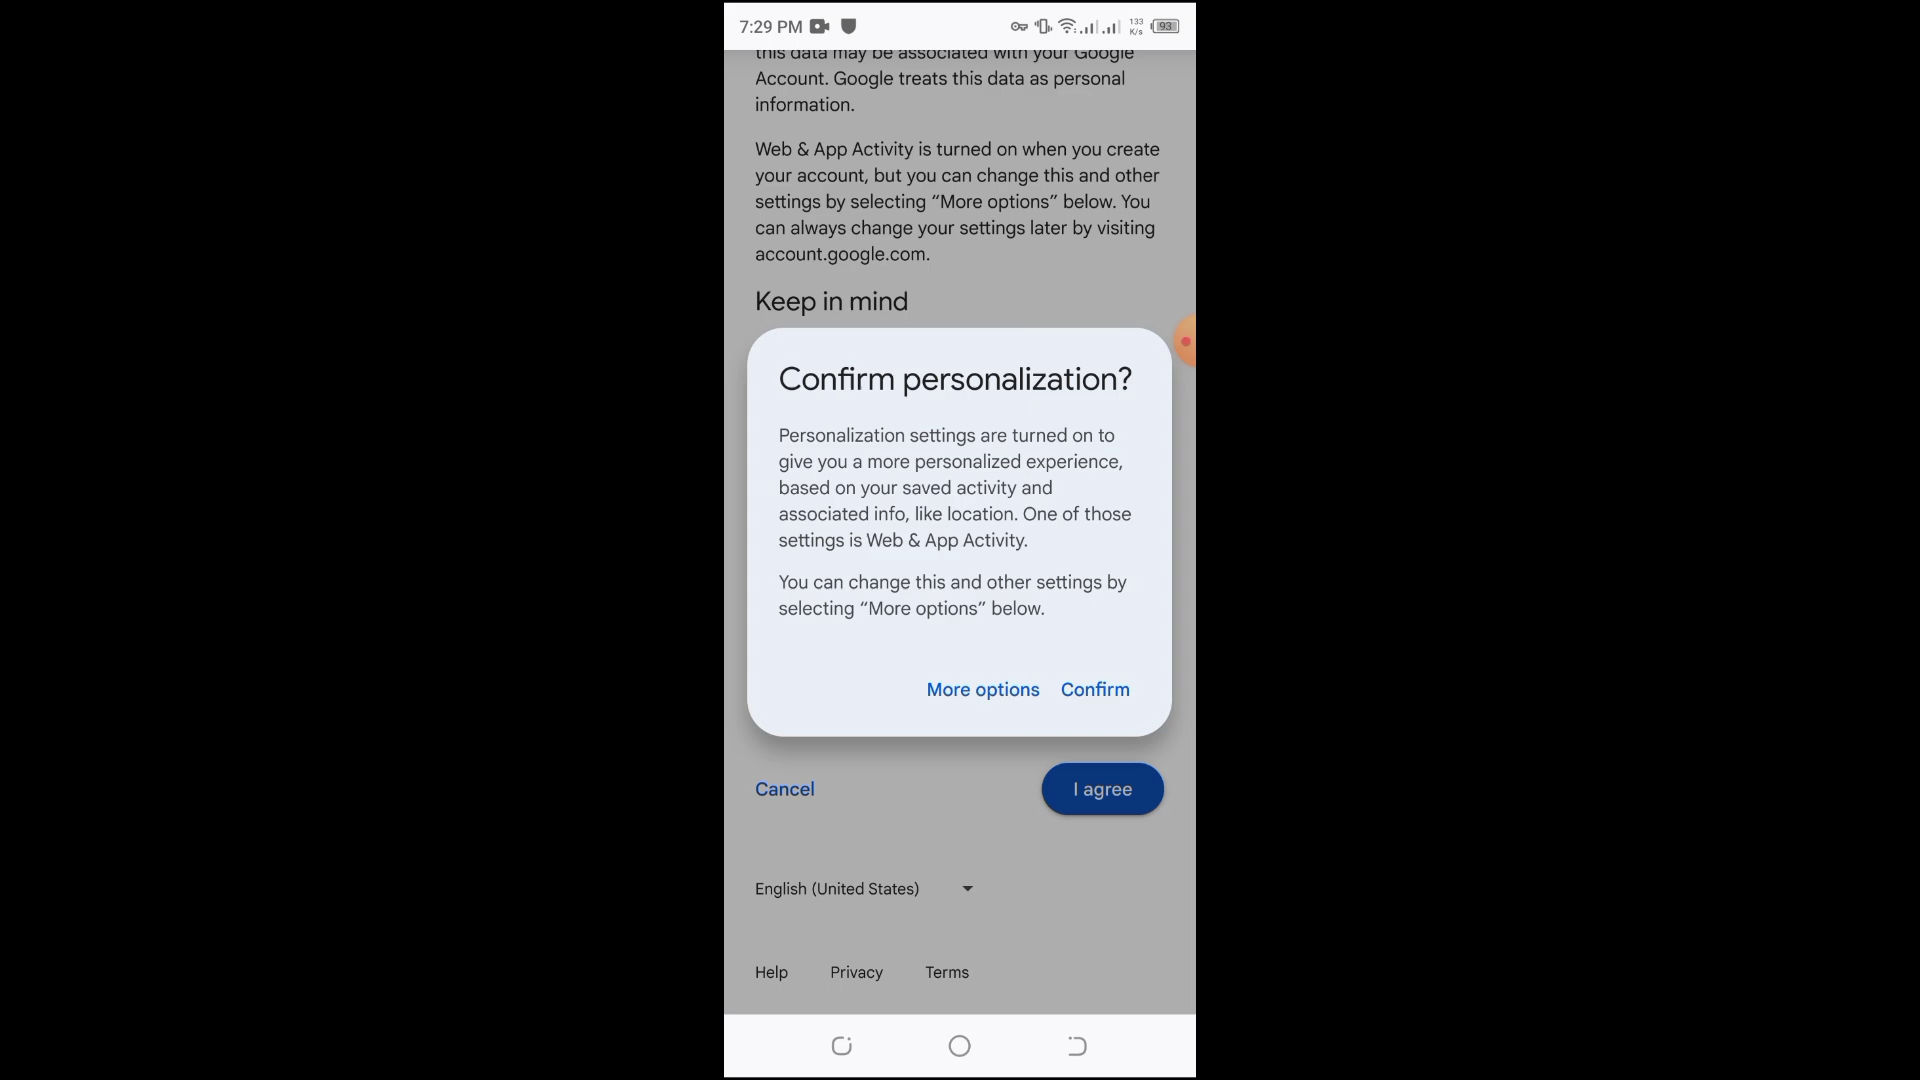 7:29 PM
133
K/s
93
this data may be associated with your Google
Account. Google treats this data as personal
information.
Web & App Activity is turned on when you create
your account, but you can change this and other
settings by selecting “More options” below. You
can always change your settings later by visiting
account.google.com.
Keep in mind
Confirm personalization?
Personalization settings are turned on to
give you a more personalized experience,
based on your saved activity and
associated info, like location. One of those
settings is Web & App Activity.
You can change this and other settings by
selecting “More options” below.
More options Confirm
Cancel I agree
English (United States)
Help Privacy Terms